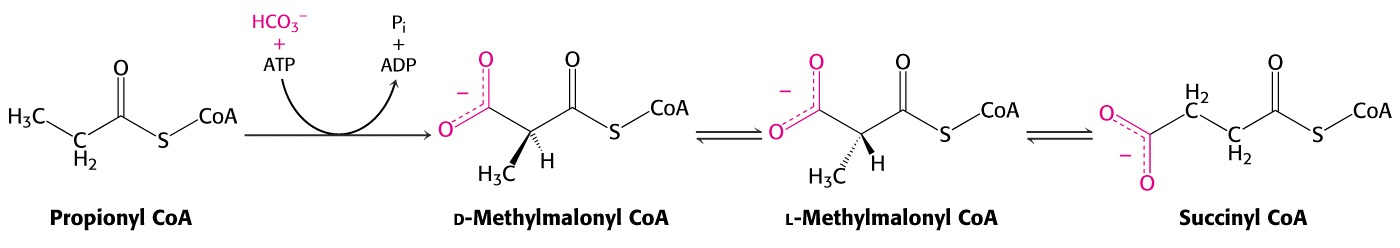 HCO₃⁻
+
ATP
Pᵢ
+
ADP
O
H₃C
C
H₂
S
CoA
Propionyl CoA
O
−
O
O
S
CoA
H₃C
H
D-Methylmalonyl CoA
O
−
O
O
S
CoA
H₃C
H
L-Methylmalonyl CoA
O
−
O
H₂
C
C
H₂
O
S
CoA
Succinyl CoA